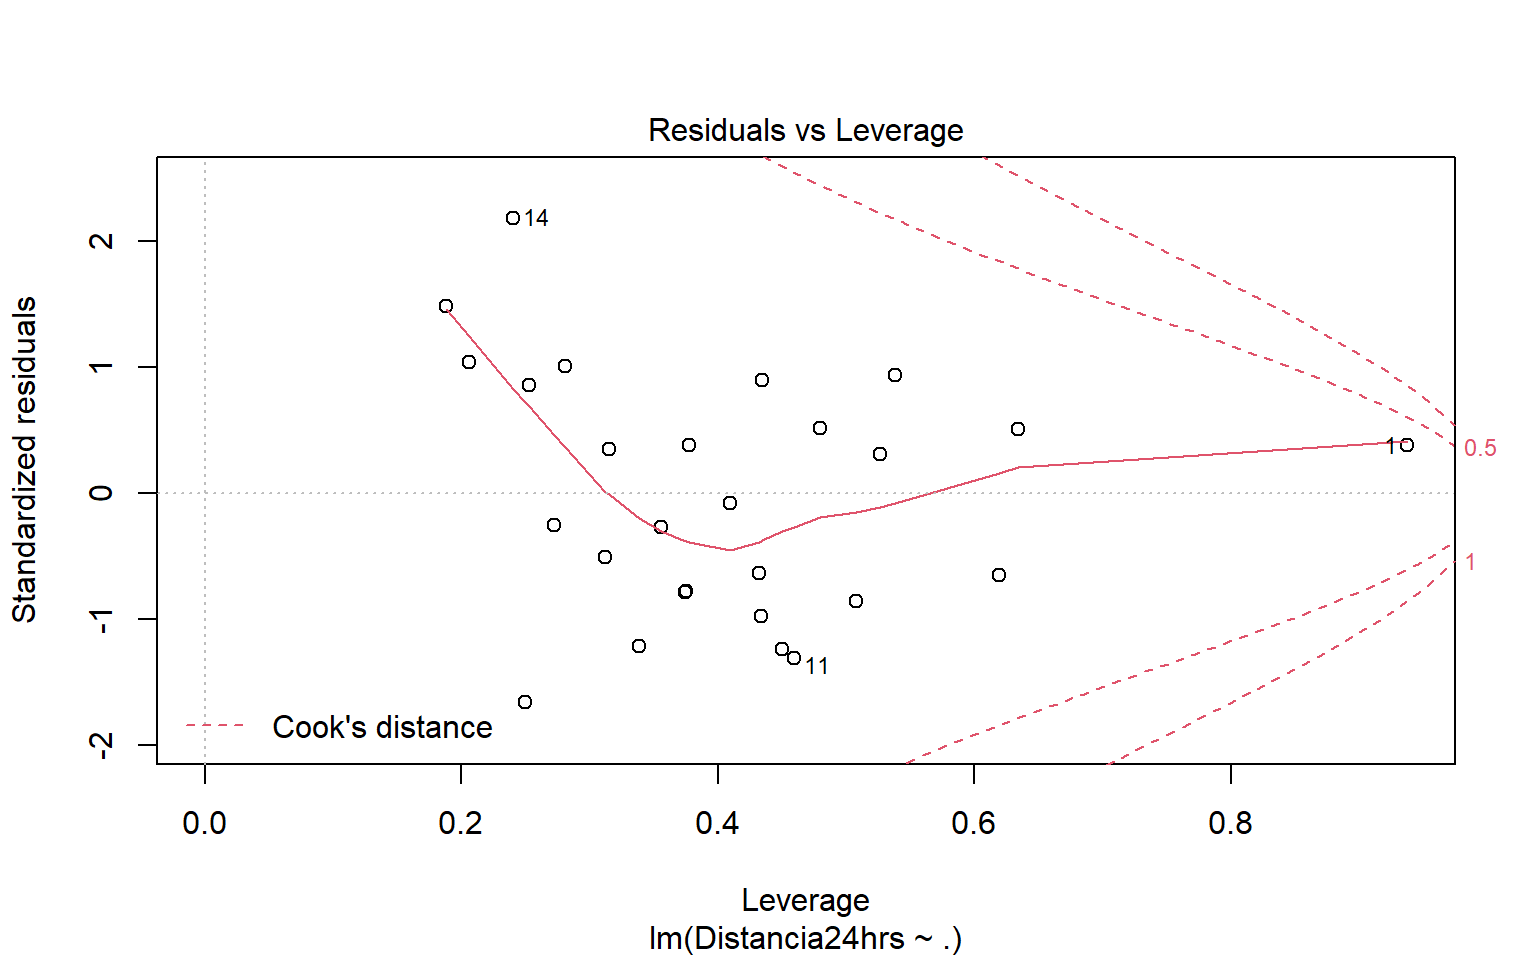 Residuals vs Leverage
Standardized residuals
2
1
0
-1
-2
14
1
11
0.5
1
Cook's distance
0.0 0.2 0.4 0.6 0.8
Leverage
lm(Distancia24hrs ~ .)